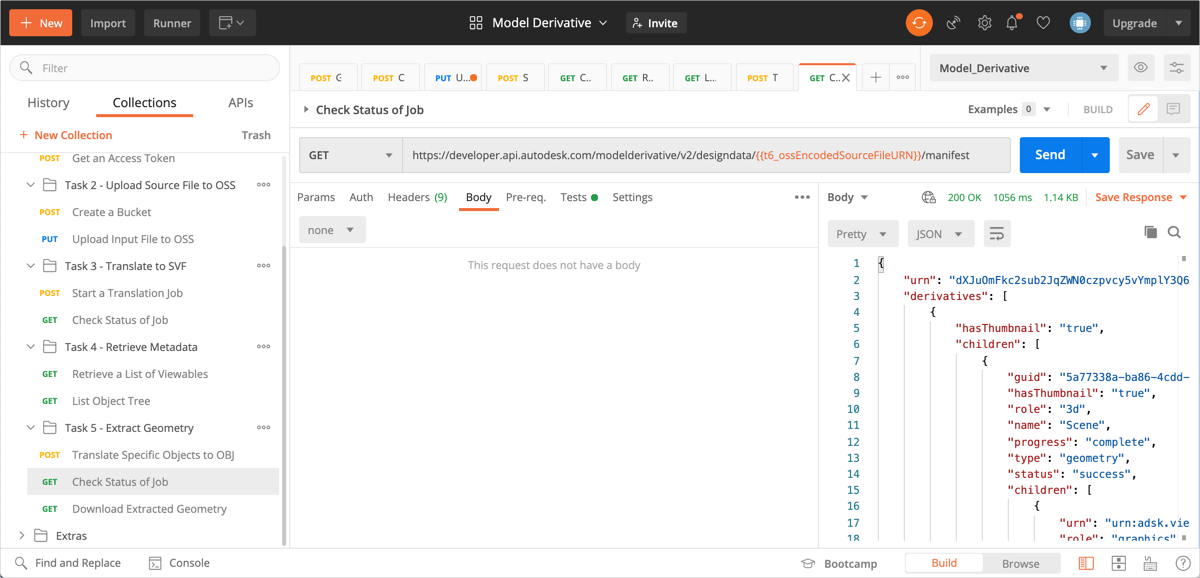 New
Import
Runner
Model Derivative
Invite
Upgrade
Filter
History
Collections
APIs
New Collection
Trash
POST Get an Access Token
Task 2 - Upload Source File to OSS
POST Create a Bucket
PUT Upload Input File to OSS
Task 3 - Translate to SVF
POST Start a Translation Job
GET Check Status of Job
Task 4 - Retrieve Metadata
GET Retrieve a List of Viewables
GET List Object Tree
Task 5 - Extract Geometry
POST Translate Specific Objects to OBJ
GET Check Status of Job
GET Download Extracted Geometry
Extras
POST G
POST C
PUT U...
POST S
GET C..
GET R..
GET L...
POST T
GET C..
Model_Derivative
Check Status of Job
Examples 0
BUILD
GET
https://developer.api.autodesk.com/modelderivative/v2/designdata/{{t6_ossEncodedSourceFileURN}}/manifest
Send
Save
Params
Auth
Headers (9)
Body
Pre-req.
Tests
Settings
none
This request does not have a body
Body
200 OK
1056 ms
1.14 KB
Save Response
Pretty
JSON
1 {
2 "urn": "dXJuOmFkc2sub2JqZWN0czpvcy5vYmplY3Q6
3 "derivatives": [
4 {
5 "hasThumbnail": "true",
6 "children": [
7 {
8 "guid": "5a77338a-ba86-4cdd-
9 "hasThumbnail": "true",
10 "role": "3d",
11 "name": "Scene",
12 "progress": "complete",
13 "type": "geometry",
14 "status": "success",
15 "children": [
16 {
17 "urn": "urn:adsk.vie
18 "role": "graphics"
Find and Replace
Console
Bootcamp
Build
Browse